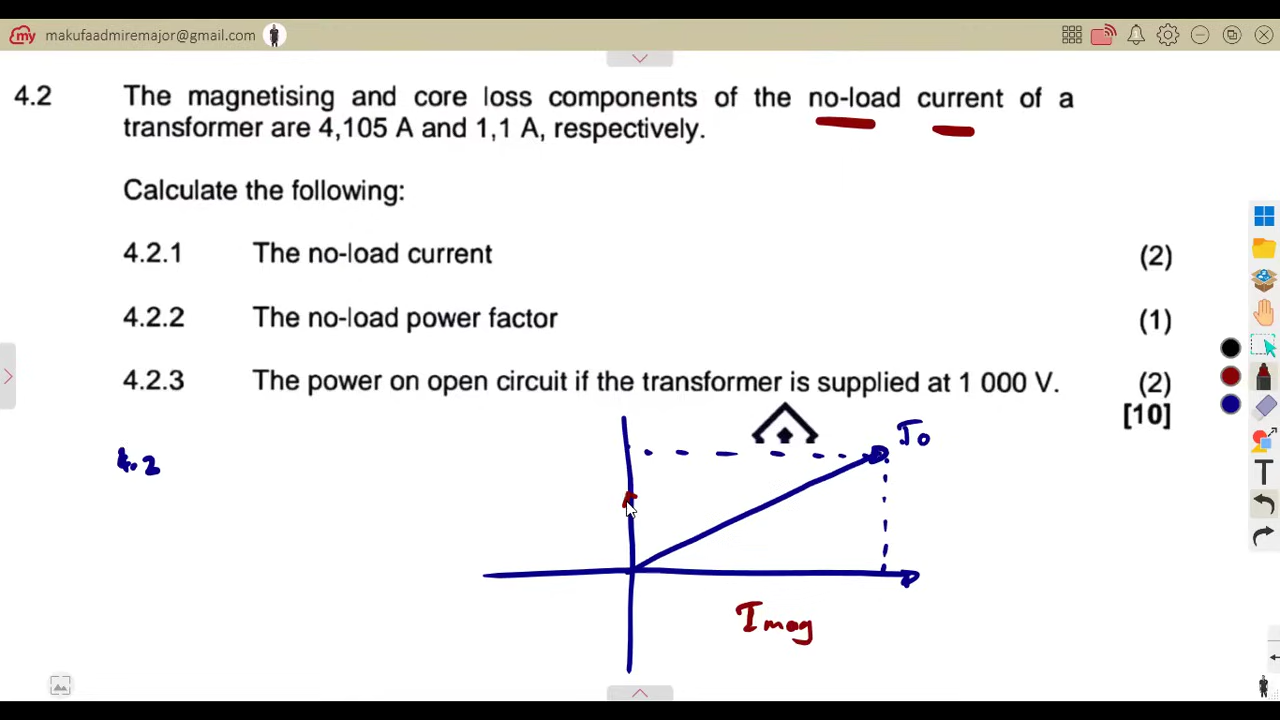 my makufaadmiremajor@gmail.com
4.2 The magnetising and core loss components of the no-load current of a
transformer are 4,105 A and 1,1 A, respectively.
Calculate the following:
4.2.1 The no-load current (2)
4.2.2 The no-load power factor (1)
4.2.3 The power on open circuit if the transformer is supplied at 1 000 V. (2)
[10]
Io
4.2
Imag
T